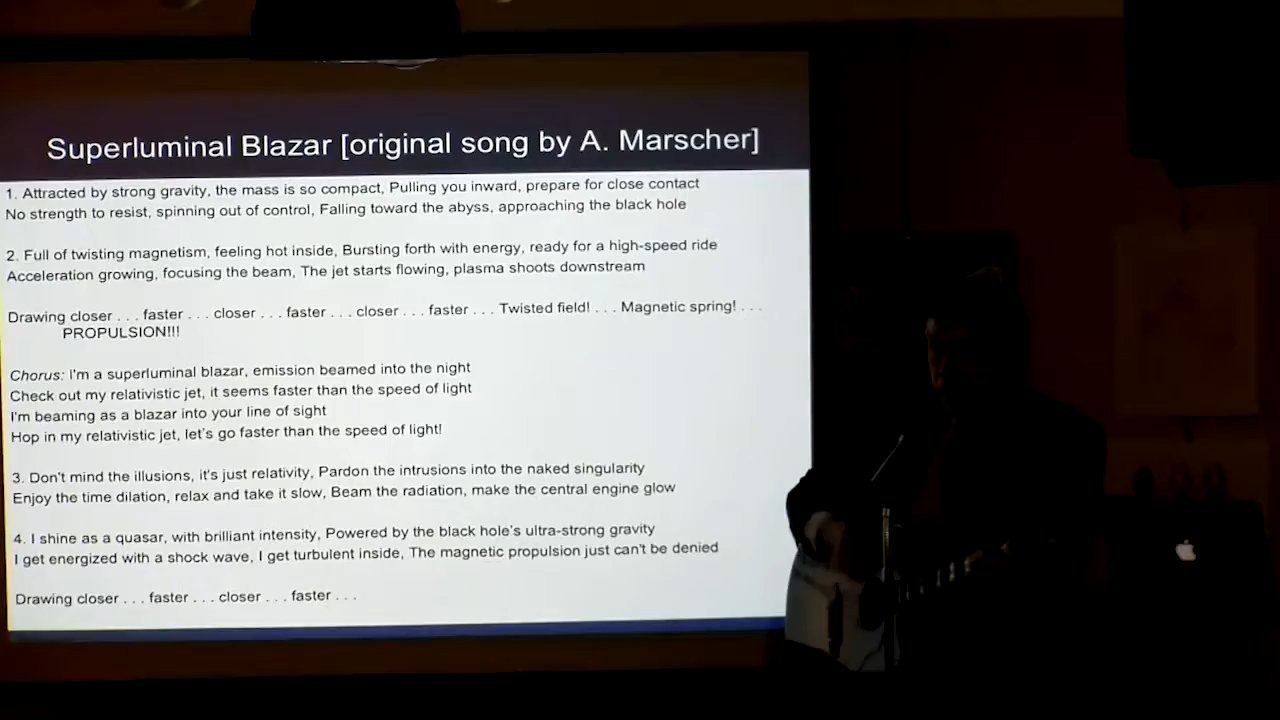 Superluminal Blazar [original song by A. Marscher]
1. Attracted by strong gravity, the mass is so compact, Pulling you inward, prepare for close contact
No strength to resist, spinning out of control, Falling toward the abyss, approaching the black hole
2. Full of twisting magnetism, feeling hot inside, Bursting forth with energy, ready for a high-speed ride
Acceleration growing, focusing the beam, The jet starts flowing, plasma shoots downstream
Drawing closer . . . faster . . . closer . . . faster . . . closer . . . faster . . . Twisted field! . . . Magnetic spring! . . .
PROPULSION!!!
Chorus: I'm a superluminal blazar, emission beamed into the night
Check out my relativistic jet, it seems faster than the speed of light
I'm beaming as a blazar into your line of sight
Hop in my relativistic jet, let's go faster than the speed of light!
3. Don't mind the illusions, it's just relativity, Pardon the intrusions into the naked singularity
Enjoy the time dilation, relax and take it slow, Beam the radiation, make the central engine glow
4. I shine as a quasar, with brilliant intensity, Powered by the black hole's ultra-strong gravity
I get energized with a shock wave, I get turbulent inside, The magnetic propulsion just can't be denied
Drawing closer . . . faster . . . closer . . . faster . . .